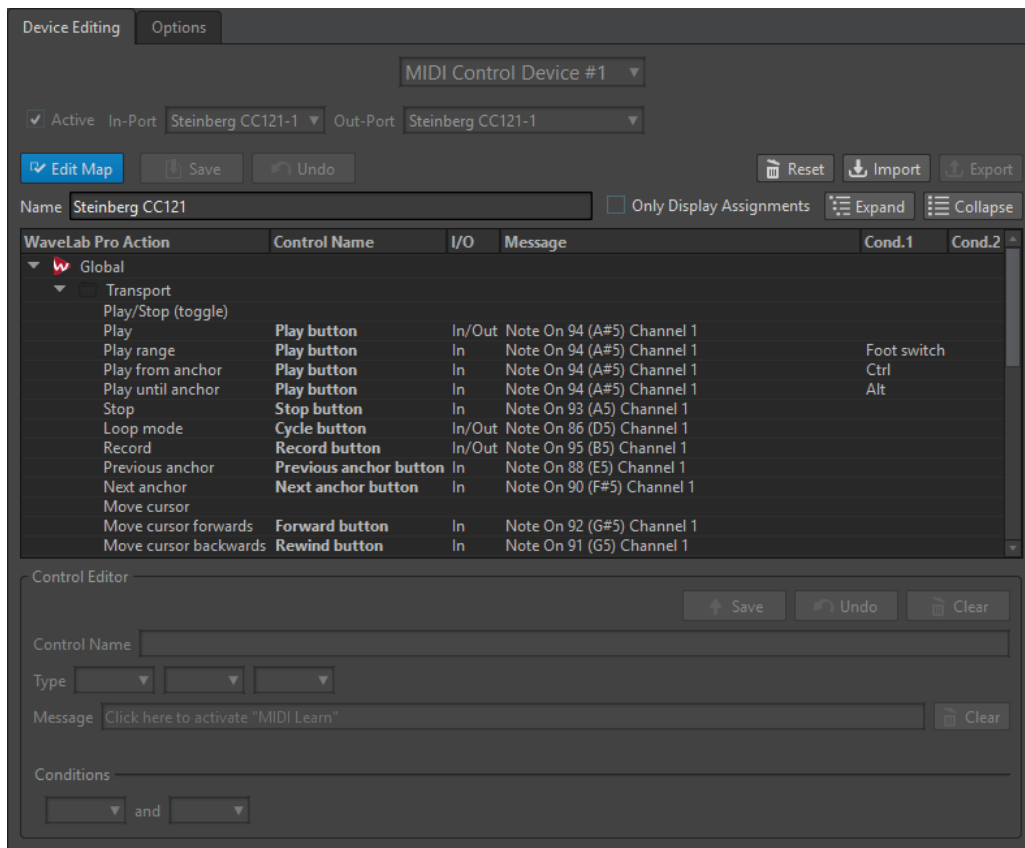 Device Editing Options
MIDI Control Device #1
Active In-Port Steinberg CC121-1 Out-Port Steinberg CC121-1
Edit Map Save Undo Reset Import Export
Name Steinberg CC121 Only Display Assignments Expand Collapse
WaveLab Pro Action Control Name I/O Message Cond.1 Cond.2
Global
Transport
Play/Stop (toggle)
Play Play button In/Out Note On 94 (A#5) Channel 1
Play range Play button In Note On 94 (A#5) Channel 1 Foot switch
Play from anchor Play button In Note On 94 (A#5) Channel 1 Ctrl
Play until anchor Play button In Note On 94 (A#5) Channel 1 Alt
Stop Stop button In Note On 93 (A5) Channel 1
Loop mode Cycle button In/Out Note On 86 (D5) Channel 1
Record Record button In/Out Note On 95 (B5) Channel 1
Previous anchor Previous anchor button In Note On 88 (E5) Channel 1
Next anchor Next anchor button In Note On 90 (F#5) Channel 1
Move cursor
Move cursor forwards Forward button In Note On 92 (G#5) Channel 1
Move cursor backwards Rewind button In Note On 91 (G5) Channel 1
Control Editor
Save Undo Clear
Control Name
Type
Message Click here to activate "MIDI Learn" Clear
Conditions
and